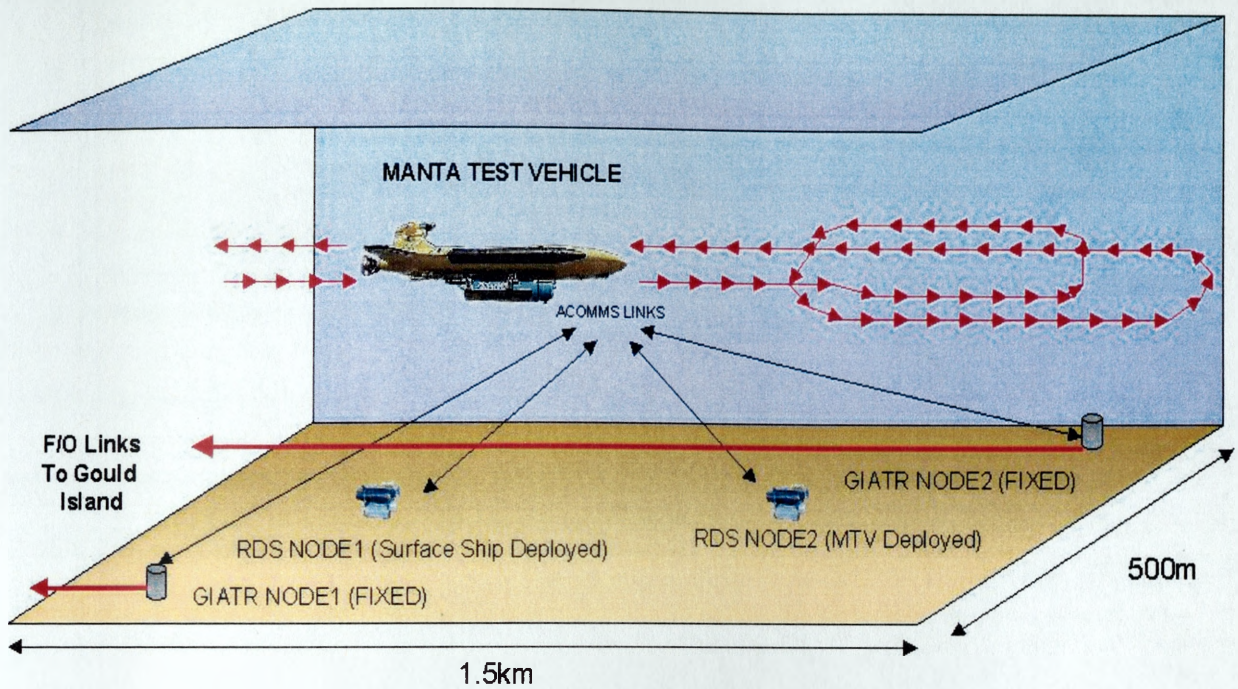 MANTA TEST VEHICLE
ACOMMS LINKS
F/O Links
To Gould
Island
GIATR NODE2 (FIXED)
RDS NODE1 (Surface Ship Deployed)
RDS NODE2 (MTV Deployed)
GIATR NODE1 (FIXED)
500m
1.5km